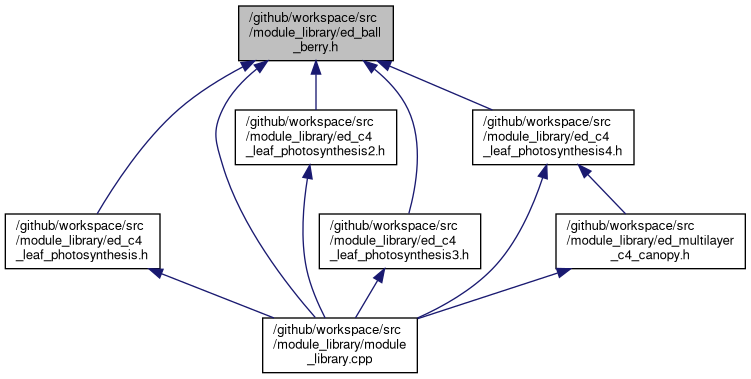 /github/workspace/src
/module_library/ed_ball
_berry.h
/github/workspace/src
/module_library/ed_c4
_leaf_photosynthesis2.h
/github/workspace/src
/module_library/ed_c4
_leaf_photosynthesis4.h
/github/workspace/src
/module_library/ed_c4
_leaf_photosynthesis.h
/github/workspace/src
/module_library/ed_c4
_leaf_photosynthesis3.h
/github/workspace/src
/module_library/ed_multilayer
_c4_canopy.h
/github/workspace/src
/module_library/module
_library.cpp